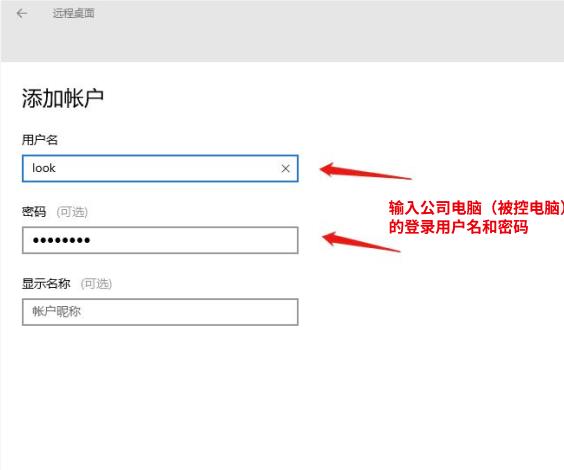 远程桌面
添加帐户
用户名
look
密码 (可选)
●●●●●●●●
显示名称 (可选)
帐户昵称
输入公司电脑（被控电脑）
的登录用户名和密码